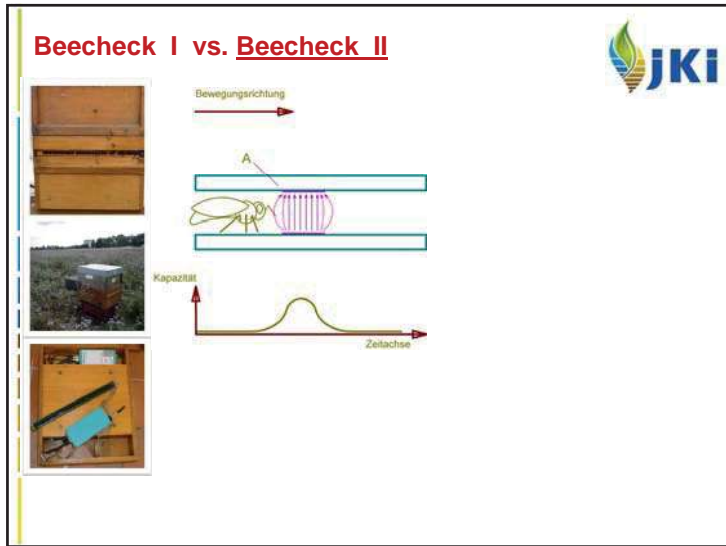 Beecheck I vs. Beecheck II
JKi
Bewegungsrichtung
A
Kapazität
Zeitachse